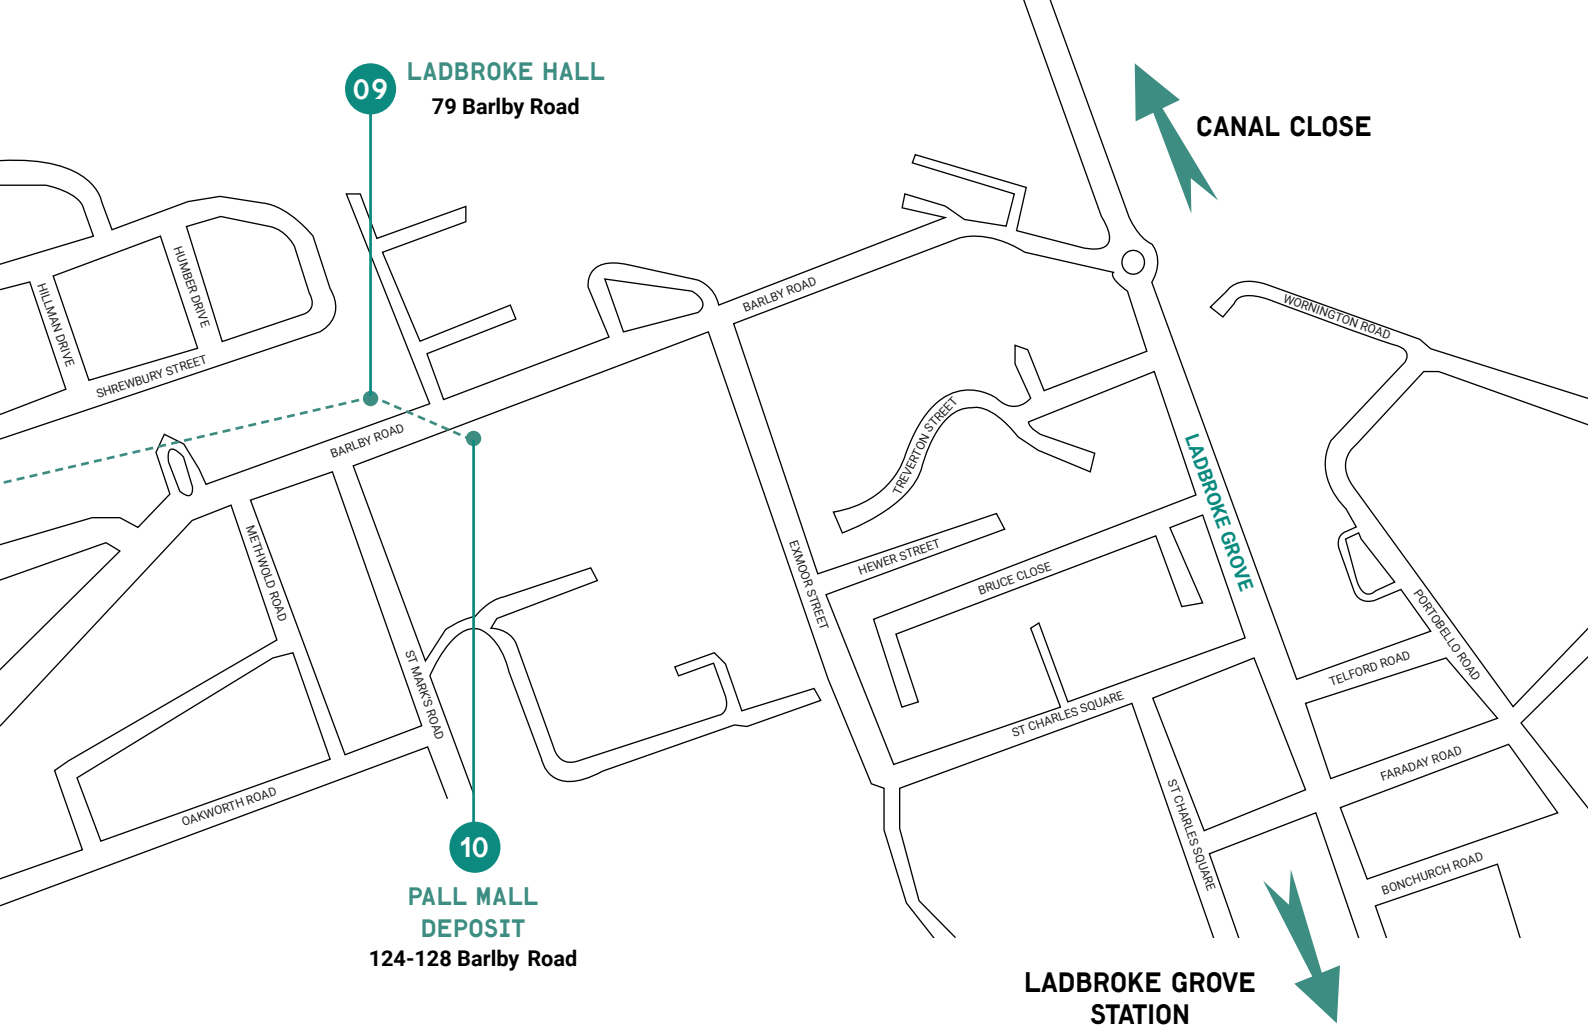 09
LADBROKE HALL
79 Barlby Road
CANAL CLOSE
HUMBER DRIVE
HILLMAN DRIVE
SHREWBURY STREET
BARLBY ROAD
WORNINGTON ROAD
BARLBY ROAD
TREVERTON STREET
LADBROKE GROVE
METHWOLD ROAD
EXMOOR STREET
HEWER STREET
BRUCE CLOSE
PORTOBELLO ROAD
ST MARK'S ROAD
TELFORD ROAD
ST CHARLES SQUARE
FARADAY ROAD
OAKWORTH ROAD
ST CHARLES SQUARE
BONCHURCH ROAD
10
PALL MALL
DEPOSIT
124-128 Barlby Road
LADBROKE GROVE
STATION